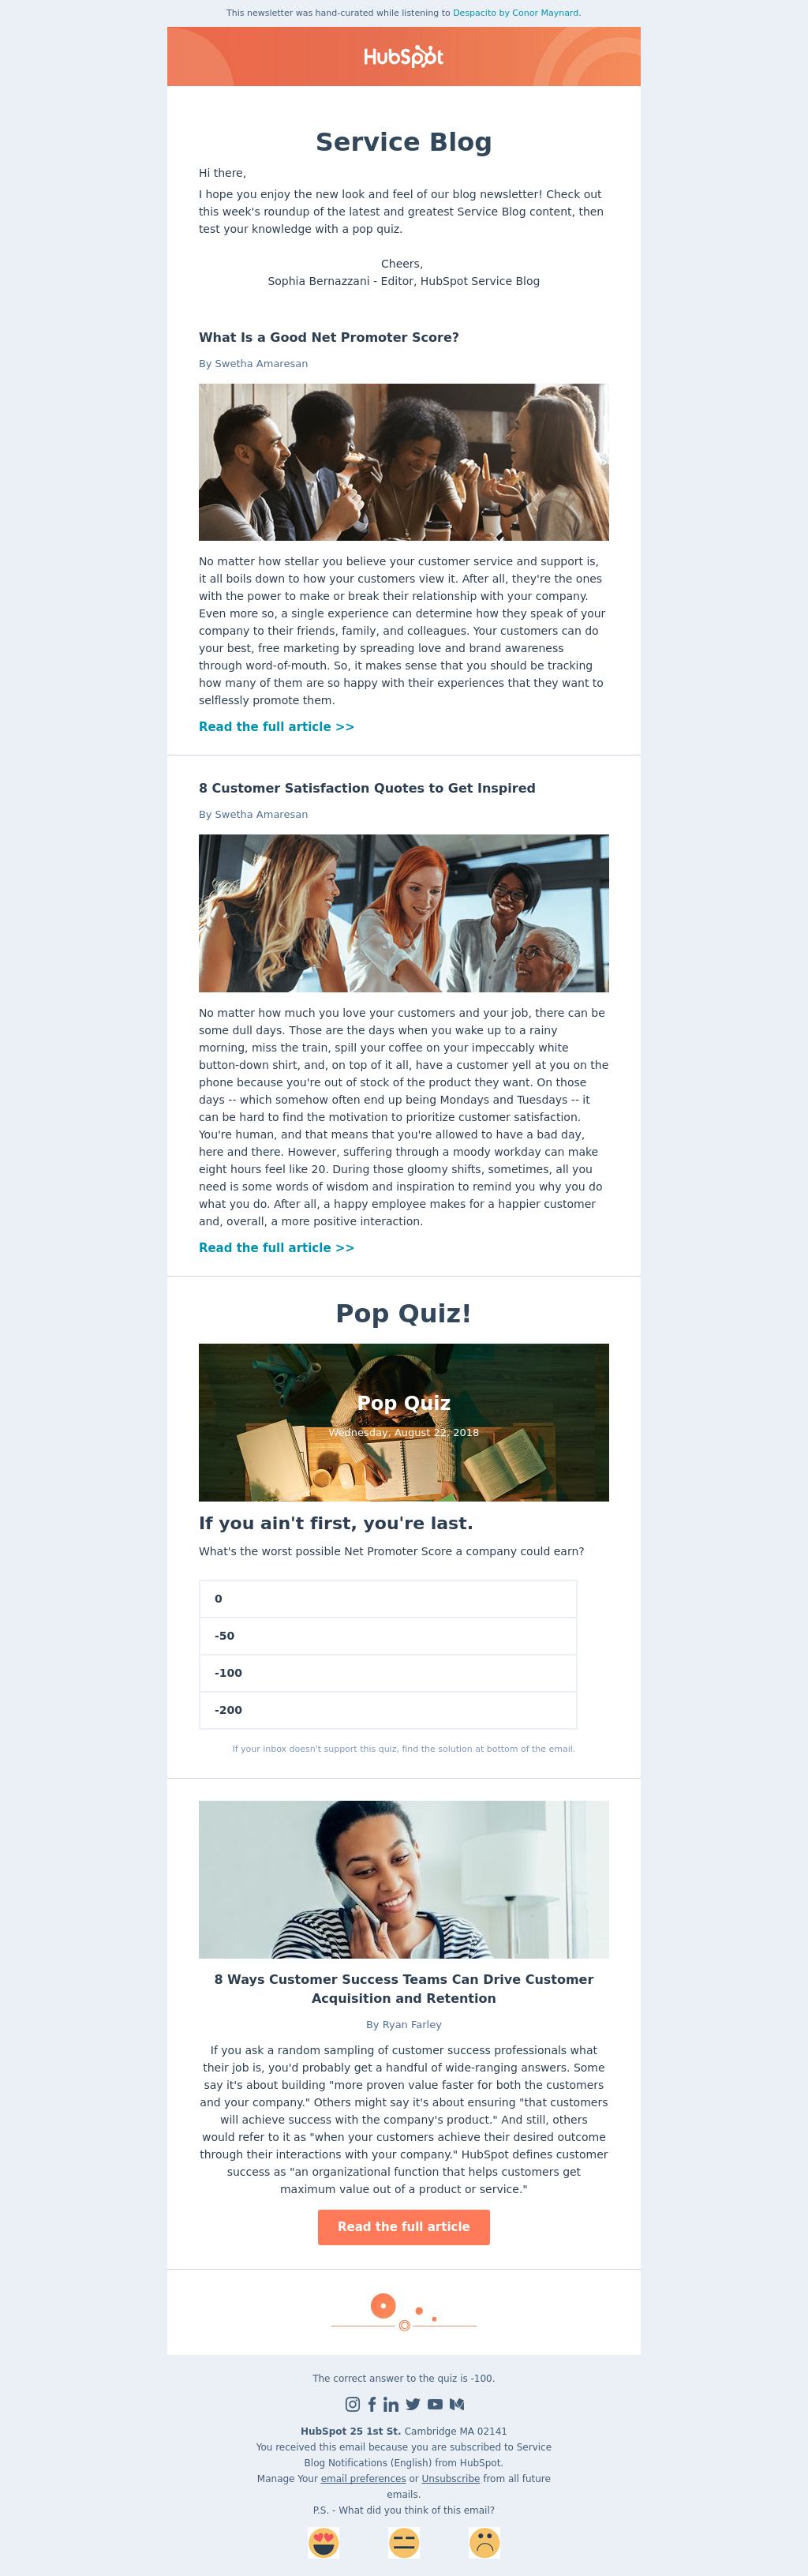 This newsletter was hand-curated while listening to Despacito by Conor Maynard.
HubSpot
Service Blog
Hi there,
I hope you enjoy the new look and feel of our blog newsletter! Check out
this week's roundup of the latest and greatest Service Blog content, then
test your knowledge with a pop quiz.
Cheers,
Sophia Bernazzani - Editor, HubSpot Service Blog
What Is a Good Net Promoter Score?
By Swetha Amaresan
No matter how stellar you believe your customer service and support is,
it all boils down to how your customers view it. After all, they're the ones
with the power to make or break their relationship with your company.
Even more so, a single experience can determine how they speak of your
company to their friends, family, and colleagues. Your customers can do
your best, free marketing by spreading love and brand awareness
through word-of-mouth. So, it makes sense that you should be tracking
how many of them are so happy with their experiences that they want to
selflessly promote them.
Read the full article >>
8 Customer Satisfaction Quotes to Get Inspired
By Swetha Amaresan
No matter how much you love your customers and your job, there can be
some dull days. Those are the days when you wake up to a rainy
morning, miss the train, spill your coffee on your impeccably white
button-down shirt, and, on top of it all, have a customer yell at you on the
phone because you're out of stock of the product they want. On those
days -- which somehow often end up being Mondays and Tuesdays -- it
can be hard to find the motivation to prioritize customer satisfaction.
You're human, and that means that you're allowed to have a bad day,
here and there. However, suffering through a moody workday can make
eight hours feel like 20. During those gloomy shifts, sometimes, all you
need is some words of wisdom and inspiration to remind you why you do
what you do. After all, a happy employee makes for a happier customer
and, overall, a more positive interaction.
Read the full article >>
Pop Quiz!
Pop Quiz
Wednesday, August 22, 2018
If you ain't first, you're last.
What's the worst possible Net Promoter Score a company could earn?
0
-50
-100
-200
If your inbox doesn't support this quiz, find the solution at bottom of the email.
8 Ways Customer Success Teams Can Drive Customer
Acquisition and Retention
By Ryan Farley
If you ask a random sampling of customer success professionals what
their job is, you'd probably get a handful of wide-ranging answers. Some
say it's about building "more proven value faster for both the customers
and your company." Others might say it's about ensuring "that customers
will achieve success with the company's product." And still, others
would refer to it as "when your customers achieve their desired outcome
through their interactions with your company." HubSpot defines customer
success as "an organizational function that helps customers get
maximum value out of a product or service."
Read the full article
The correct answer to the quiz is -100.
HubSpot 25 1st St. Cambridge MA 02141
You received this email because you are subscribed to Service
Blog Notifications (English) from HubSpot.
Manage Your email preferences or Unsubscribe from all future
emails.
P.S. - What did you think of this email?